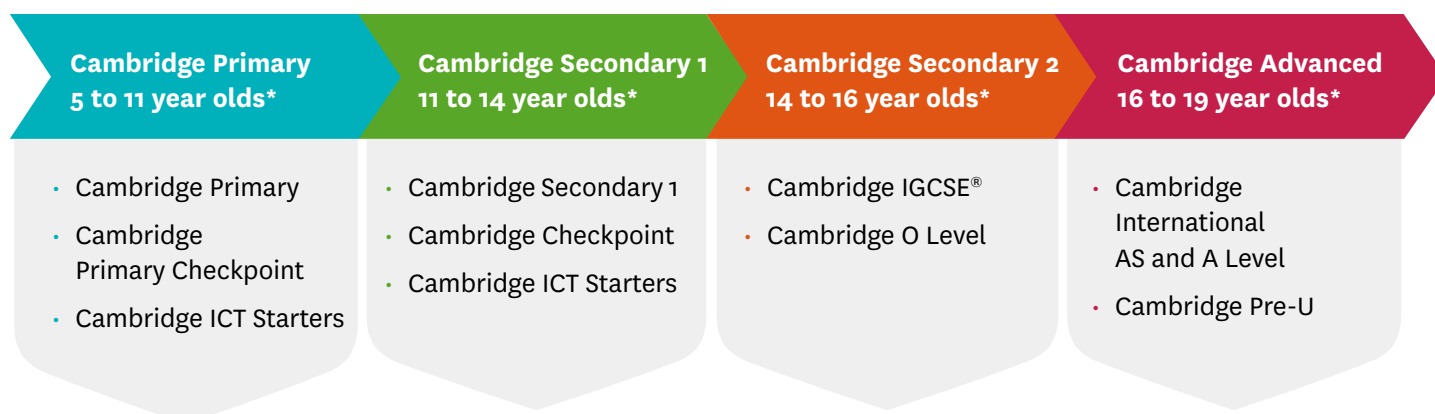 Cambridge Primary
5 to 11 year olds*
• Cambridge Primary
• Cambridge
Primary Checkpoint
• Cambridge ICT Starters
Cambridge Secondary 1
11 to 14 year olds*
• Cambridge Secondary 1
• Cambridge Checkpoint
• Cambridge ICT Starters
Cambridge Secondary 2
14 to 16 year olds*
• Cambridge IGCSE®
• Cambridge O Level
Cambridge Advanced
16 to 19 year olds*
• Cambridge
International
AS and A Level
• Cambridge Pre-U